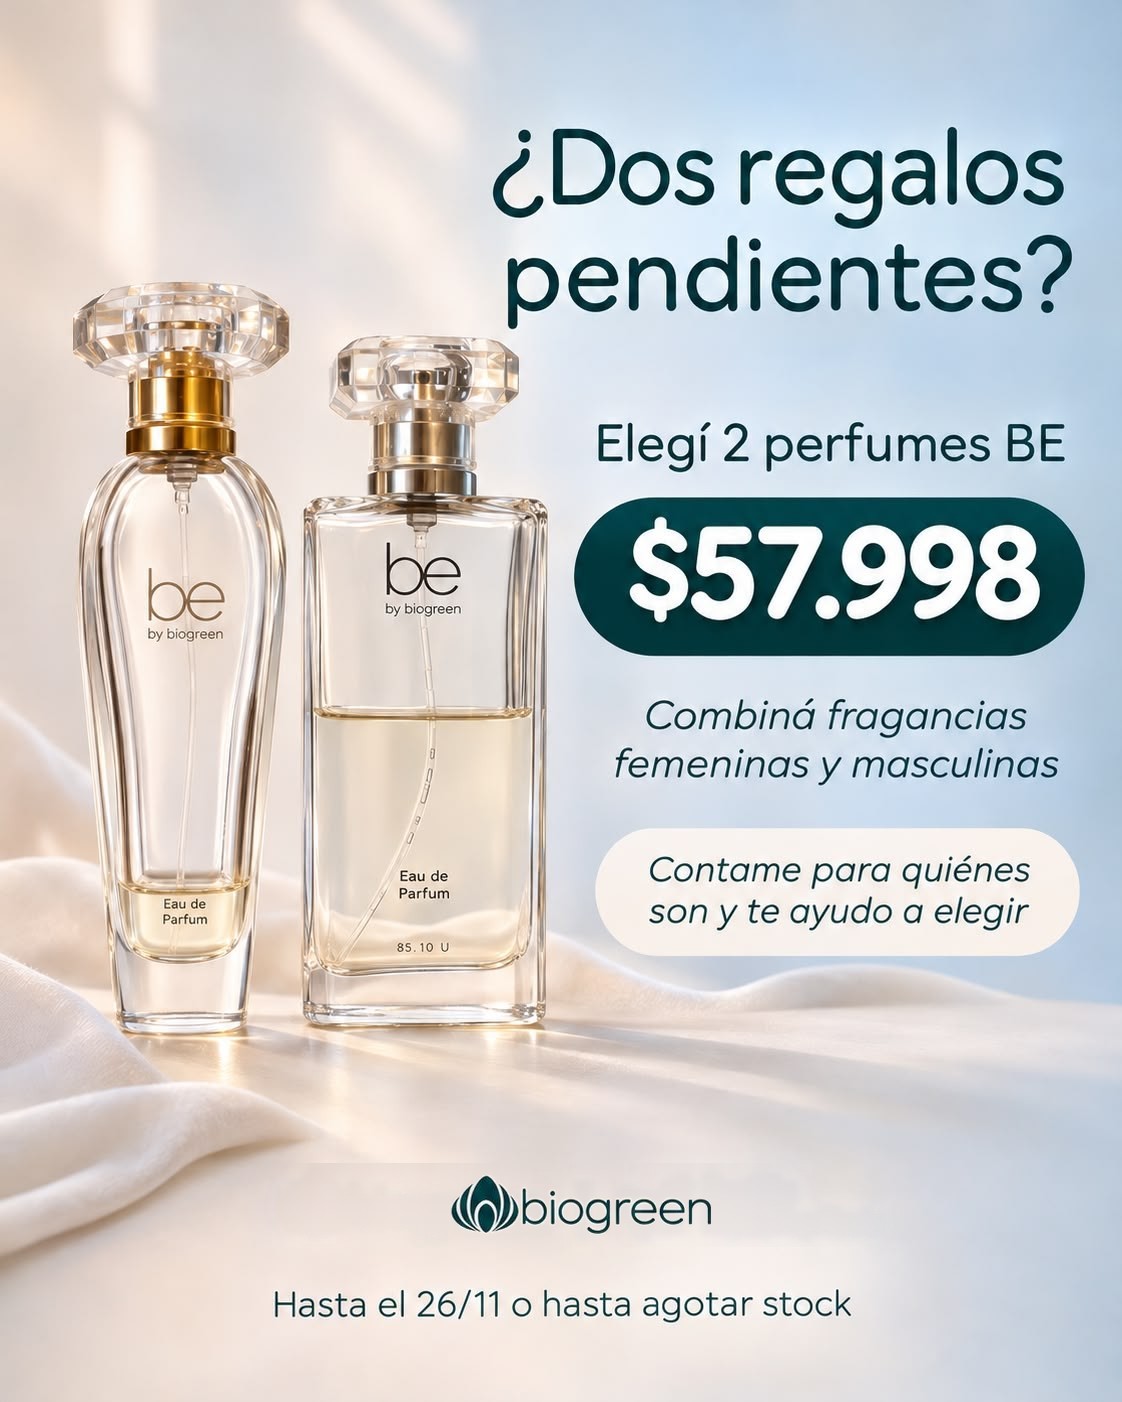 ¿Dos regalos
pendientes?
Elegí 2 perfumes BE
$57.998
Combiná fragancias
femeninas y masculinas
Contame para quiénes
son y te ayudo a elegir
be
by biogreen
Eau de
Parfum
be
by biogreen
Eau de
Parfum
85.10 U
biogreen
Hasta el 26/11 o hasta agotar stock